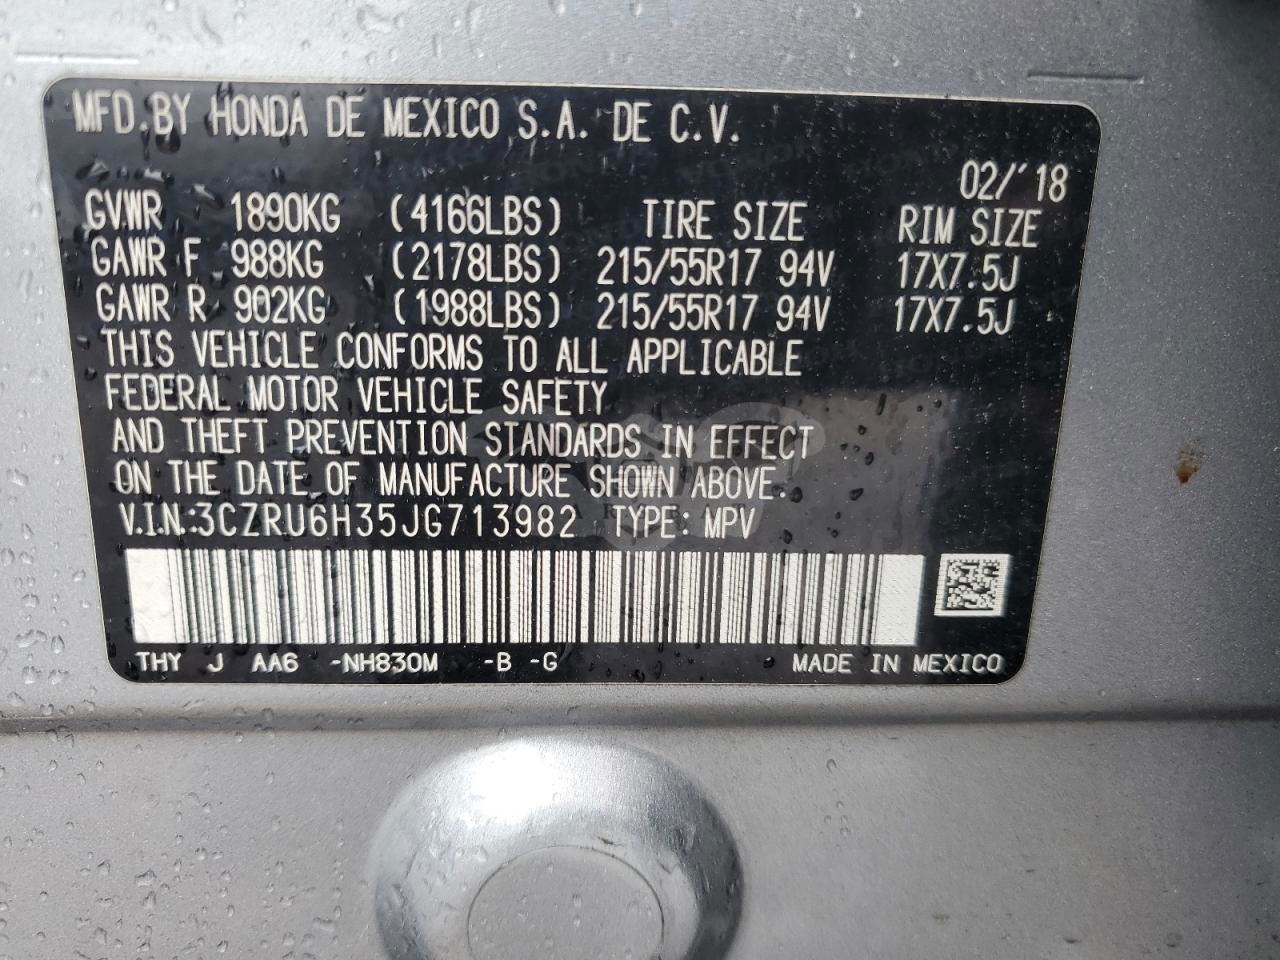 MFD.BY HONDA DE MEXICO S.A. DE C.V.
02/'18
GVWR 1890KG (4166LBS) TIRE SIZE RIM SIZE
GAWR F 988KG (2178LBS) 215/55R17 94V 17X7.5J
GAWR R 902KG (1988LBS) 215/55R17 94V 17X7.5J
THIS VEHICLE CONFORMS TO ALL APPLICABLE
FEDERAL MOTOR VEHICLE SAFETY
AND THEFT PREVENTION STANDARDS IN EFFECT
ON THE DATE OF MANUFACTURE SHOWN ABOVE.
V.I.N.:3CZRU6H35JG713982 TYPE: MPV
THY J AA6 -NH830M -B -G MADE IN MEXICO